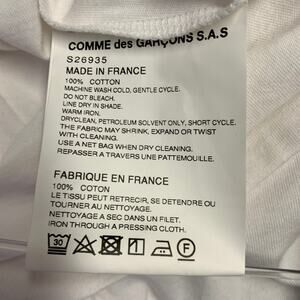 COMME des GARÇONS S.A.S
S26935
MADE IN FRANCE
100% COTTON
MACHINE WASH COLD, GENTLE CYCLE.
DO NOT BLEACH.
LINE DRY IN SHADE.
WARM IRON.
DRYCLEAN, PETROLEUM SOLVENT ONLY, SHORT CYCLE.
THE FABRIC MAY SHRINK, EXPAND OR TWIST
WITH CLEANING.
USE A NET BAG WHEN DRY CLEANING.
REPASSER A TRAVERS UNE PATTEMOUILLE.
FABRIQUE EN FRANCE
100% COTON
LE TISSU PEUT RETRECIR, SE DETENDRE OU
TOURNER AU NETTOYAGE.
NETTOYAGE A SEC DANS UN FILET.
IRON THROUGH A PRESSING CLOTH.
30 F